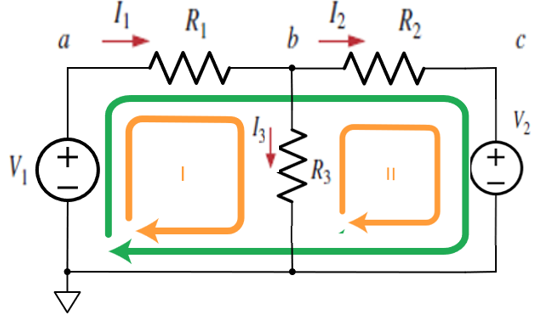 I1 R1 I2 R2
a b c
V1 + − I I3 R3 II + − V2